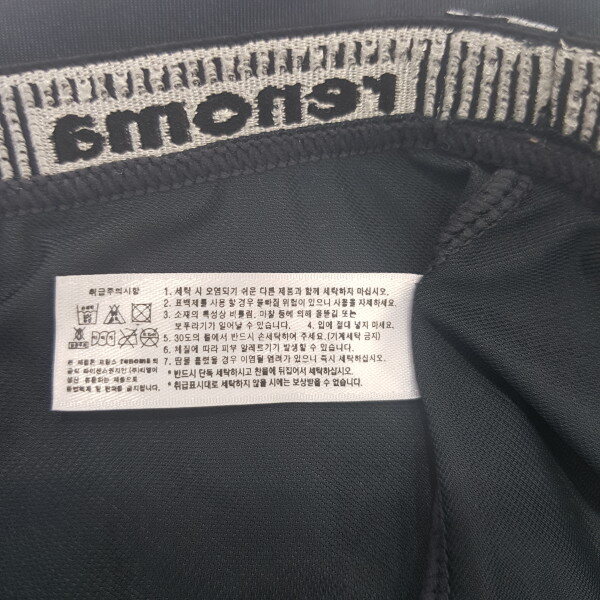 renoma
취급주의사항
1. 세탁 시 오염되기 쉬운 다른 제품과 함께 세탁하지 마십시오.
2. 표백제를 사용 할 경우 물빠짐 위험이 있으니 사용을 자제하세요.
3. 소재의 특성상 비틀림, 마찰 등에 의해 올뜯김 또는
보푸라기가 일어날 수 있습니다. 4. 입에 절대 넣지 마세요.
5. 30도의 물에서 반드시 손세탁하여 주세요. (기계세탁 금지)
6. 체질에 따라 피부 알레르기가 발생할 수 있습니다.
7. 땀을 흘렸을 경우 이염될 염려가 있으니 즉시 세탁하십시오.
* 반드시 단독 세탁하시고 찬물에 뒤집어서 세탁하십시오.
* 취급표시대로 세탁하지 않을 시에는 보상받을 수 없습니다.
본 제품은 프랑스 renoma 의